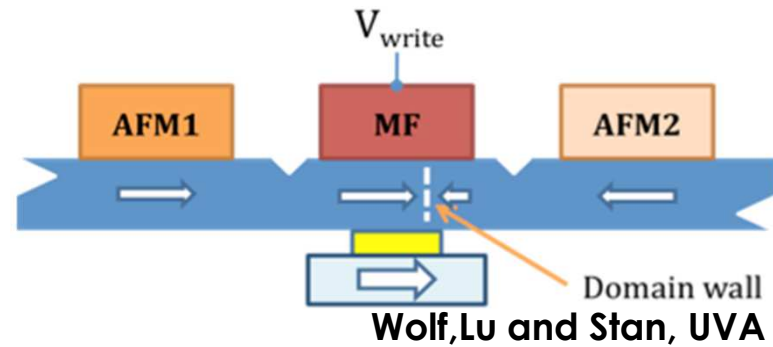 V_write
AFM1 MF AFM2
Domain wall
Wolf,Lu and Stan, UVA